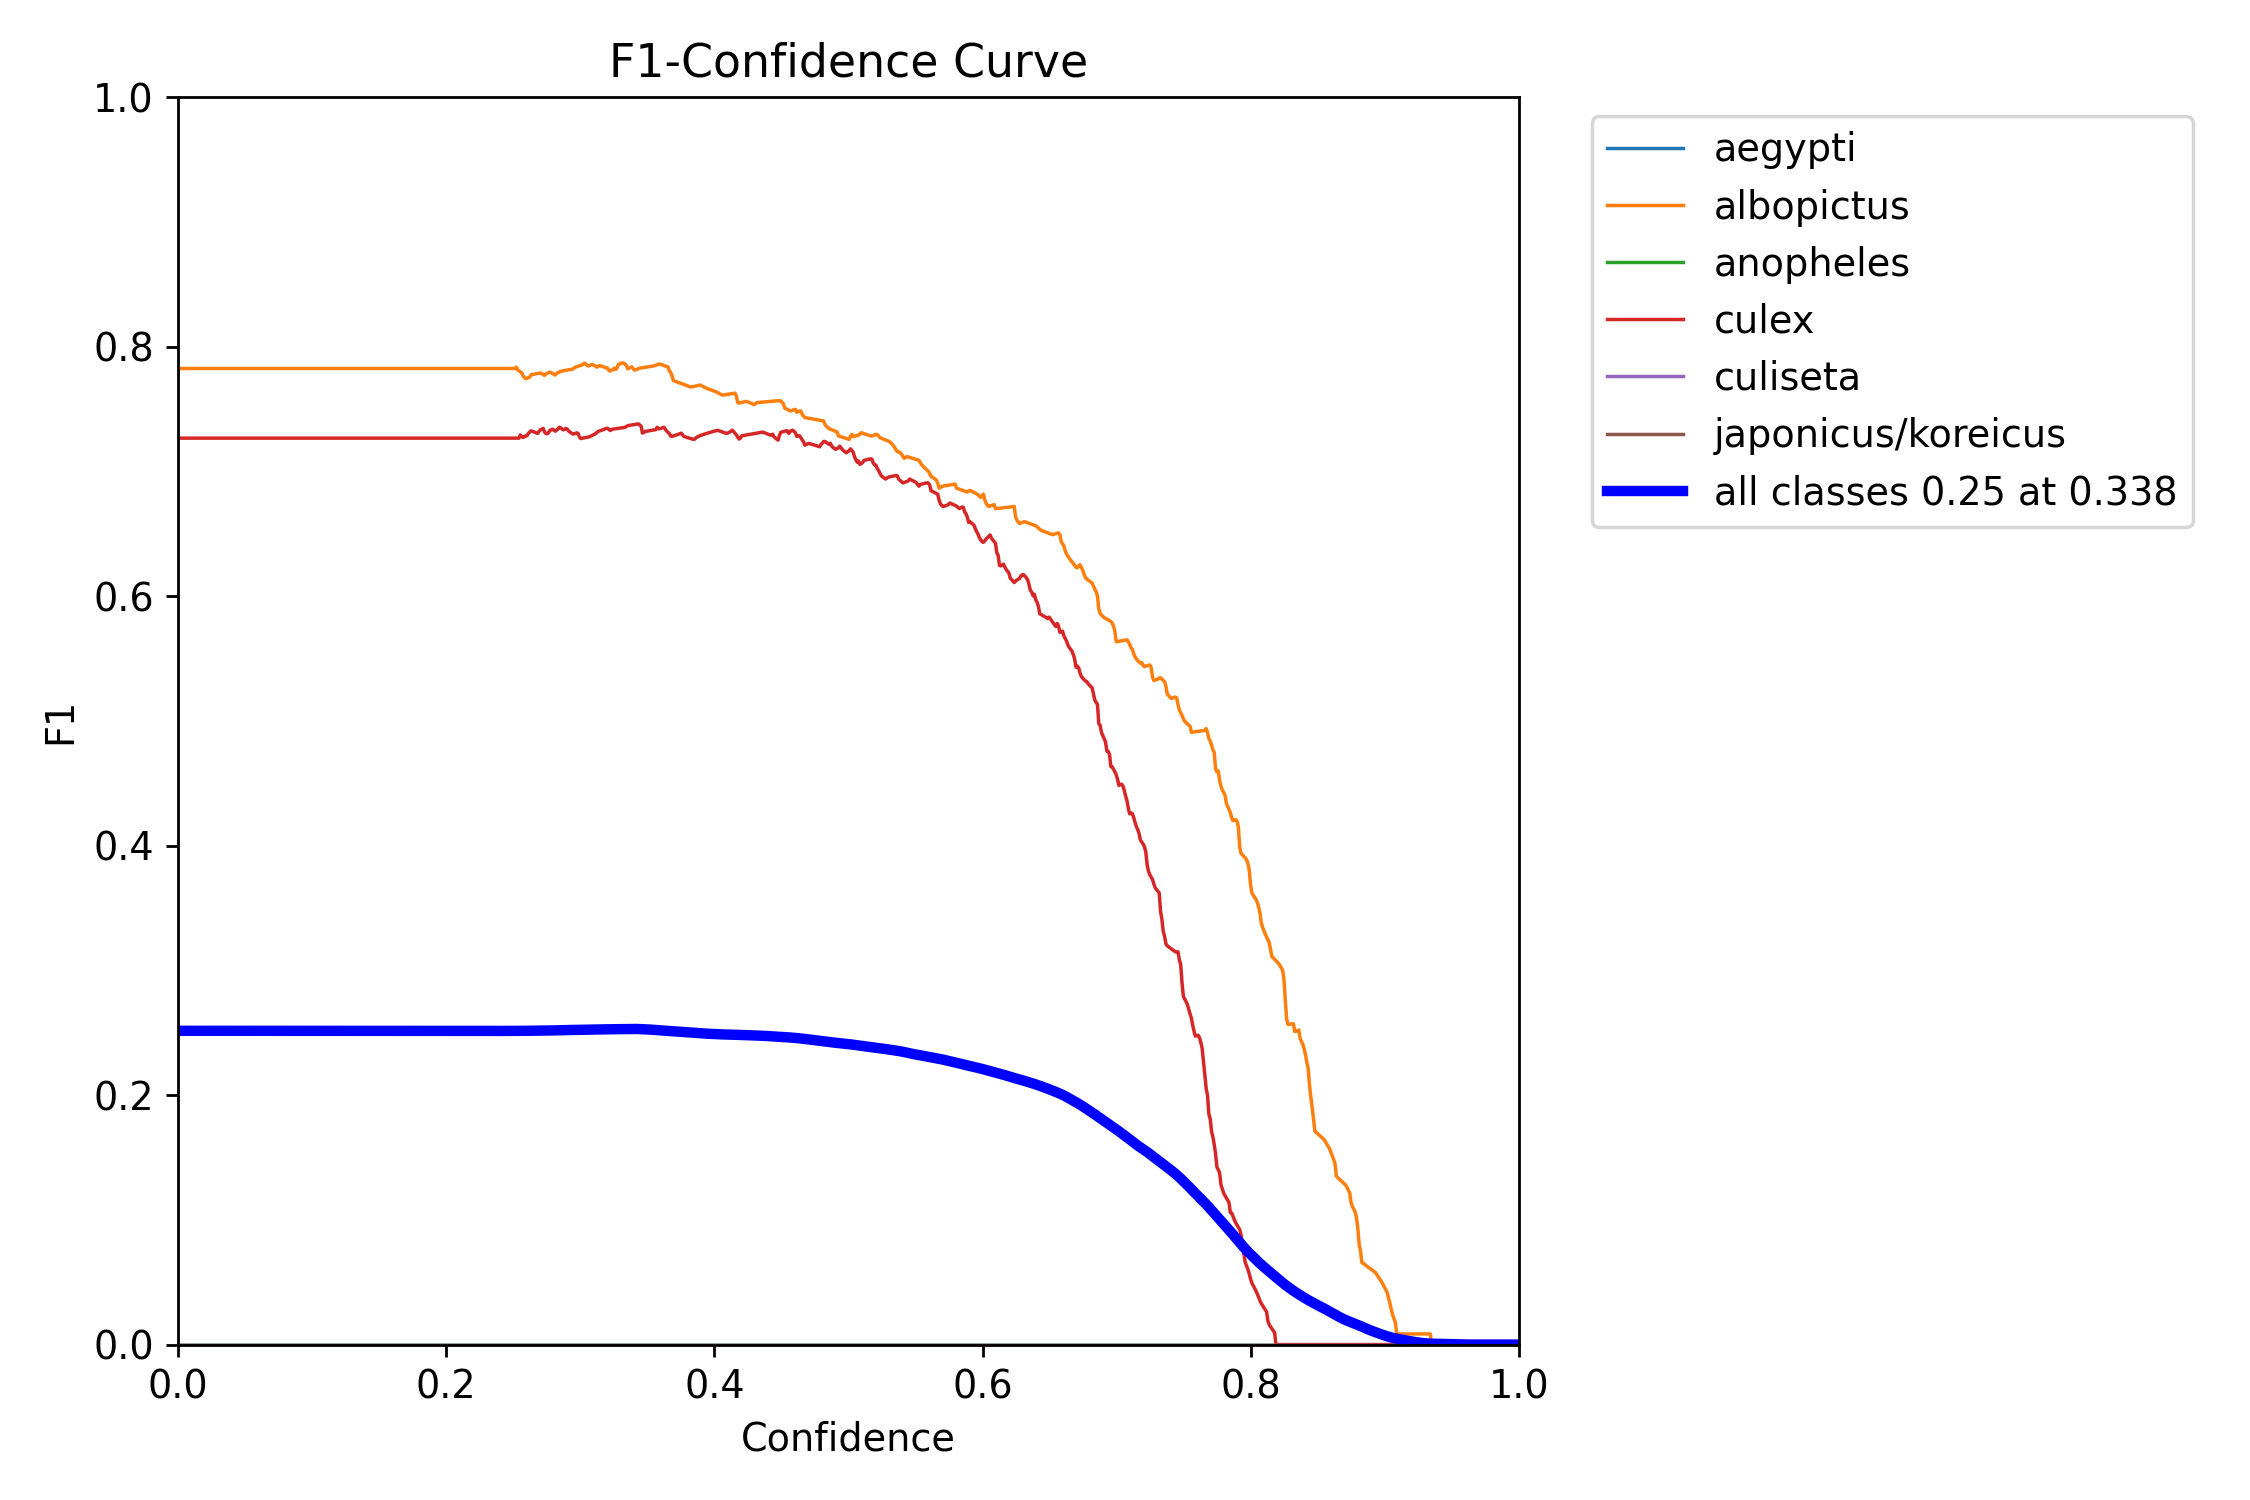 F1-Confidence Curve
1.0
0.8
0.6
0.4
0.2
0.0
F1
0.0 0.2 0.4 0.6 0.8 1.0
Confidence
aegypti
albopictus
anopheles
culex
culiseta
japonicus/koreicus
all classes 0.25 at 0.338